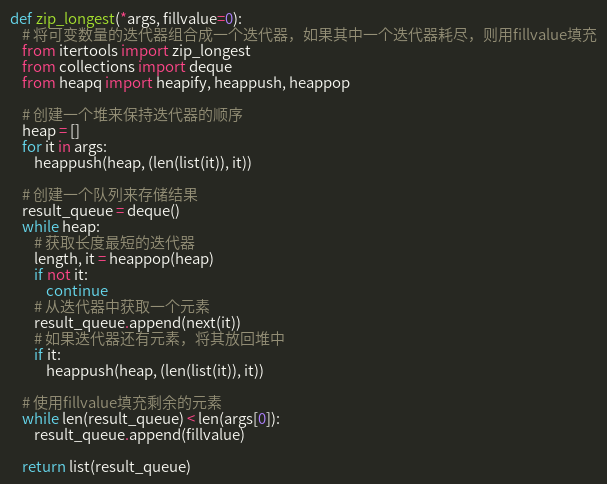 def zip_longest(*args, fillvalue=0):
    # 将可变数量的迭代器组合成一个迭代器，如果其中一个迭代器耗尽，则用fillvalue填充
    from itertools import zip_longest
    from collections import deque
    from heapq import heapify, heappush, heappop

    # 创建一个堆来保持迭代器的顺序
    heap = []
    for it in args:
        heappush(heap, (len(list(it)), it))

    # 创建一个队列来存储结果
    result_queue = deque()
    while heap:
        # 获取长度最短的迭代器
        length, it = heappop(heap)
        if not it:
            continue
        # 从迭代器中获取一个元素
        result_queue.append(next(it))
        # 如果迭代器还有元素，将其放回堆中
        if it:
            heappush(heap, (len(list(it)), it))

    # 使用fillvalue填充剩余的元素
    while len(result_queue) < len(args[0]):
        result_queue.append(fillvalue)

    return list(result_queue)